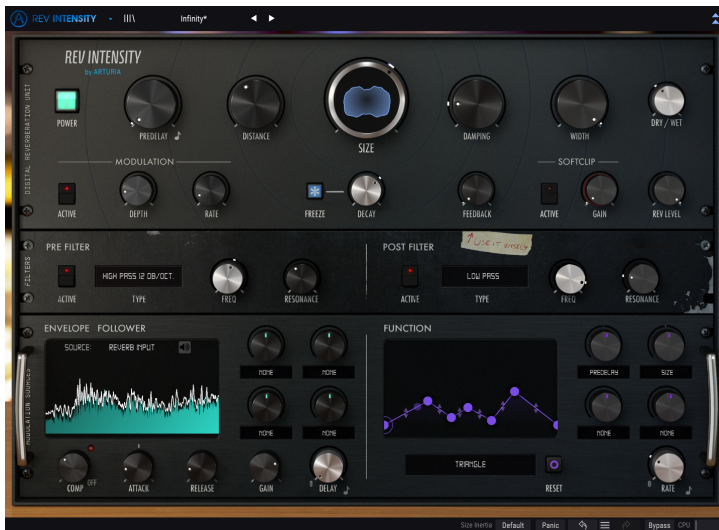 REV INTENSITY
Infinity*
REV INTENSITY
by ARTURIA
DIGITAL REVERBERATION UNIT
POWER
PREDELAY
DISTANCE
SIZE
DAMPING
WIDTH
DRY / WET
MODULATION
SOFTCLIP
ACTIVE
DEPTH
RATE
FREEZE
DECAY
FEEDBACK
ACTIVE
GAIN
REV LEVEL
FILTERS
PRE FILTER
ACTIVE
HIGH PASS 12 DB/OCT.
TYPE
FREQ
RESONANCE
POST FILTER
USE IT WISELY
ACTIVE
LOW PASS
TYPE
FREQ
RESONANCE
MODULATION SOURCES
ENVELOPE FOLLOWER
SOURCE: REVERB INPUT
NONE
NONE
NONE
NONE
COMP
OFF
ATTACK
RELEASE
GAIN
DELAY
FUNCTION
PREDELAY
SIZE
NONE
NONE
TRIANGLE
RESET
RATE
Size Inertia Default Panic Bypass CPU